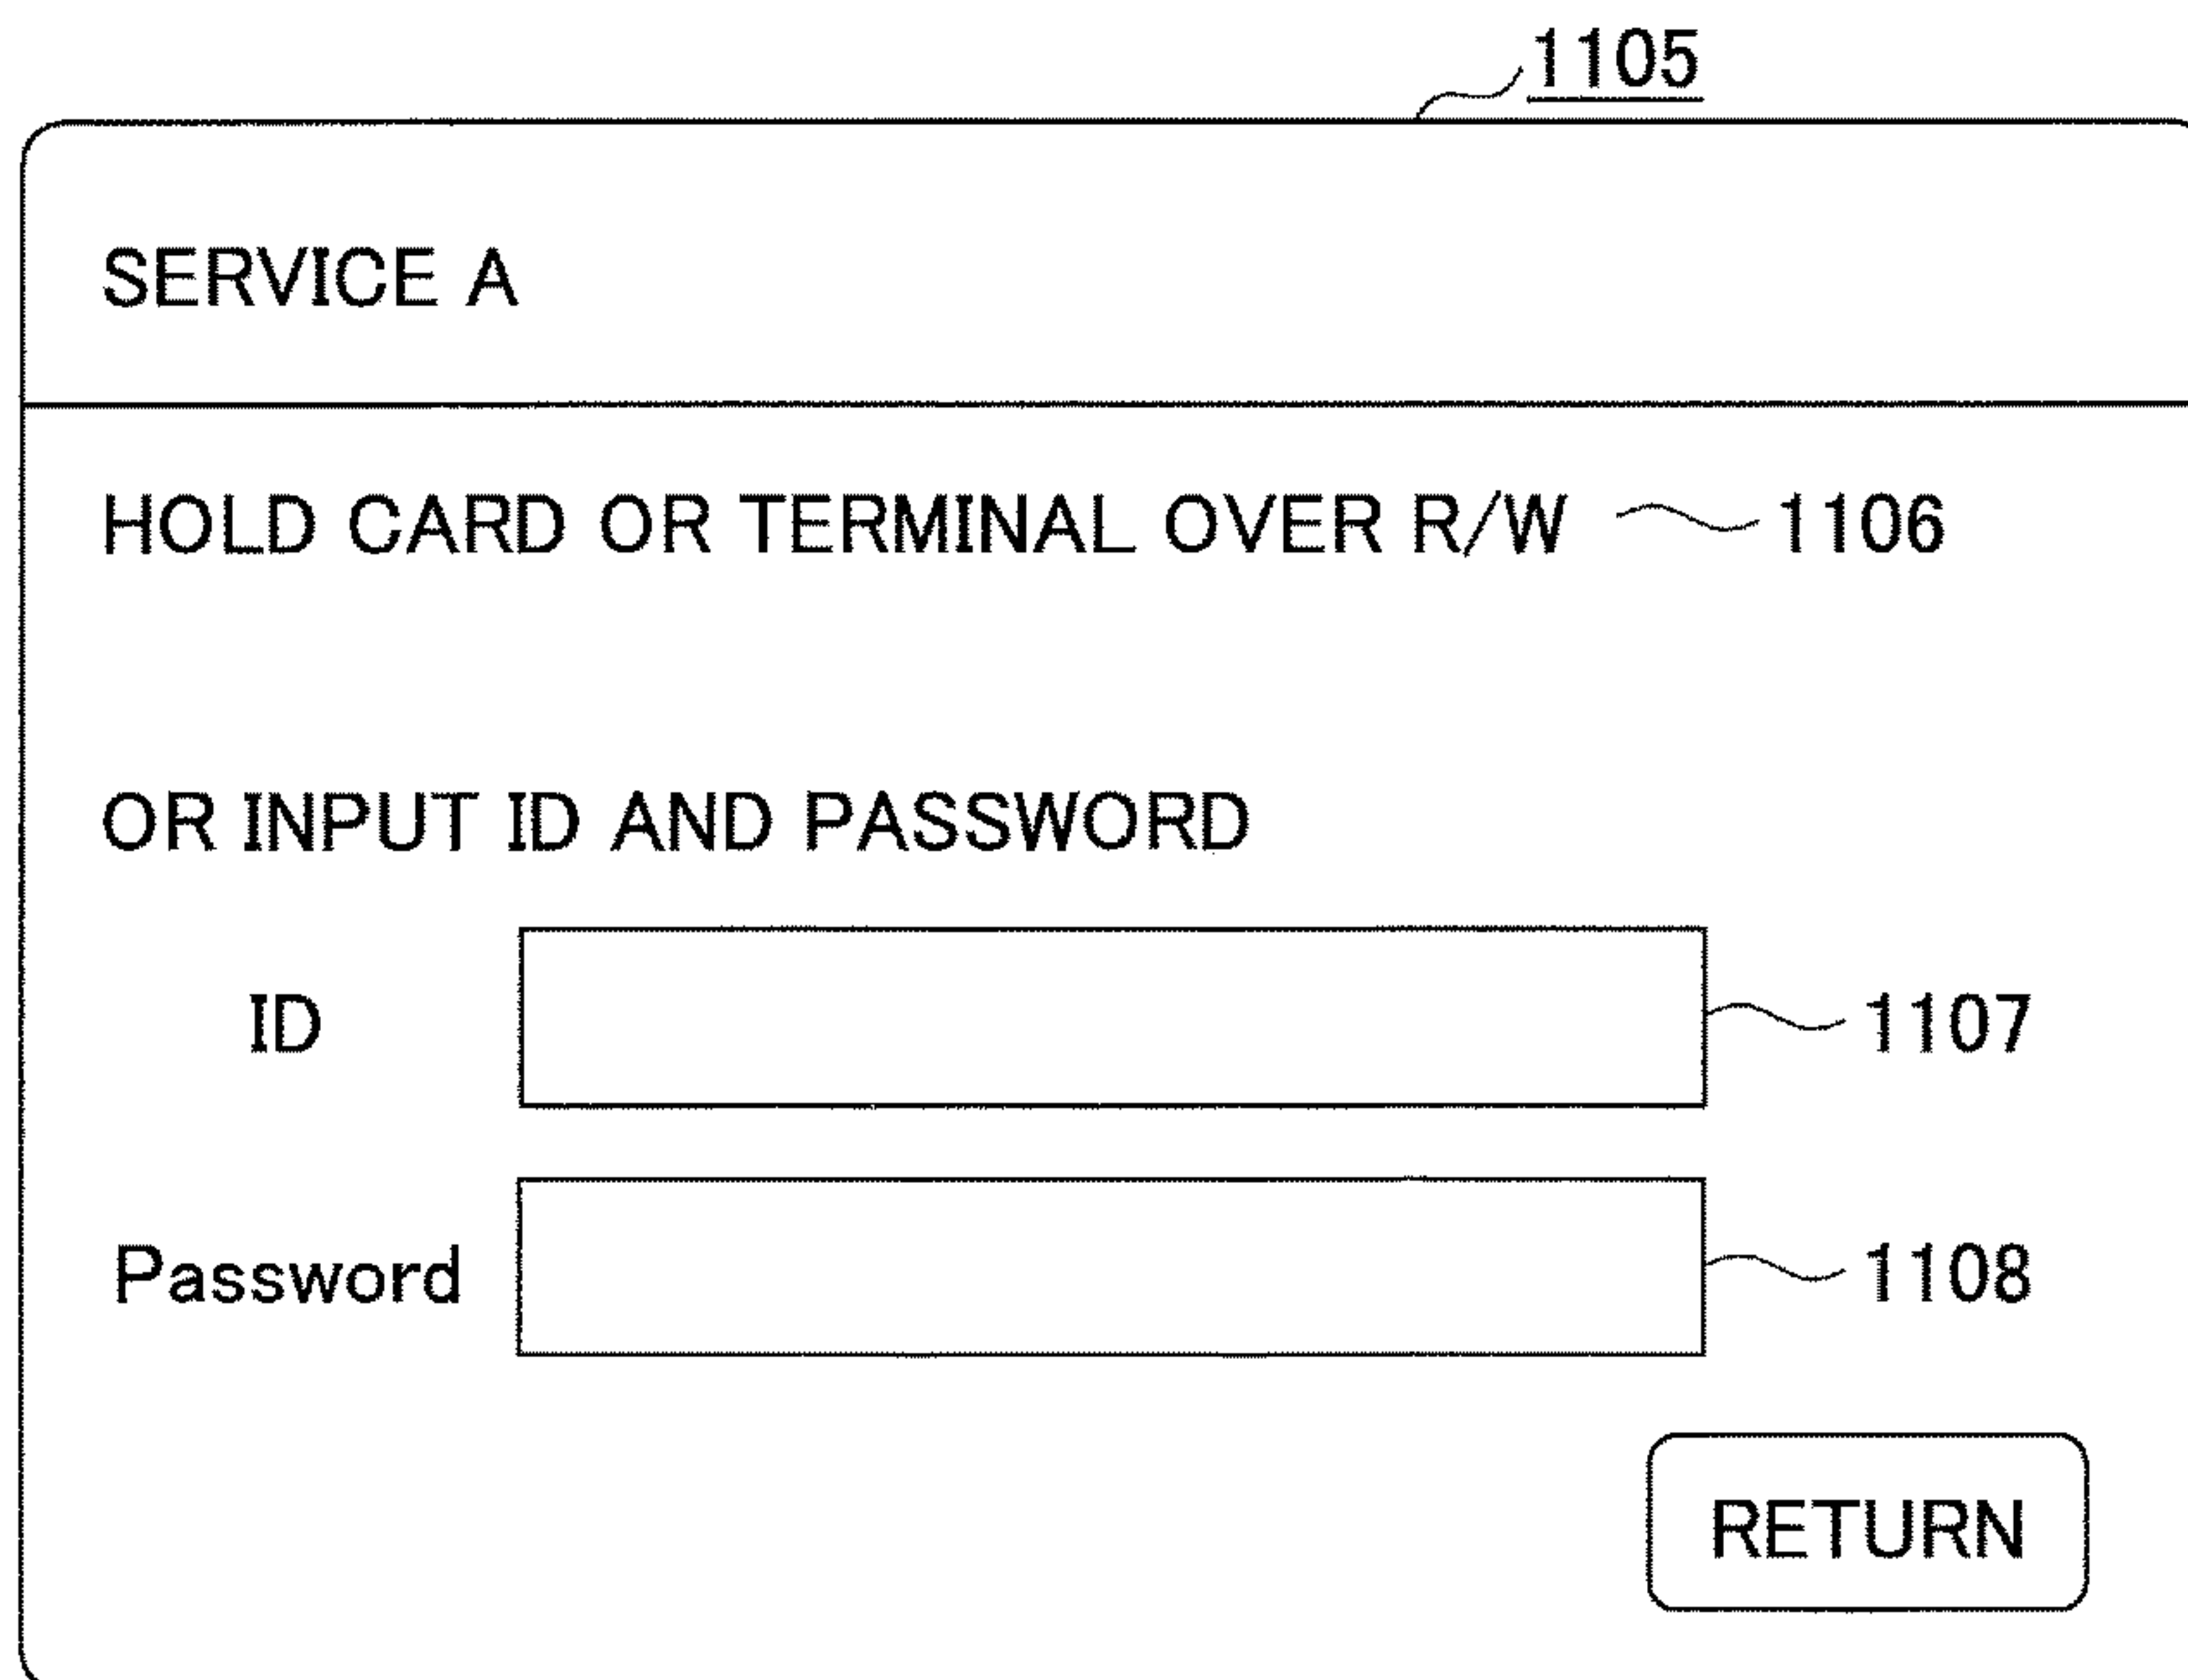 1105
SERVICE A
HOLD CARD OR TERMINAL OVER R/W 1106
OR INPUT ID AND PASSWORD
ID 1107
Password 1108
RETURN